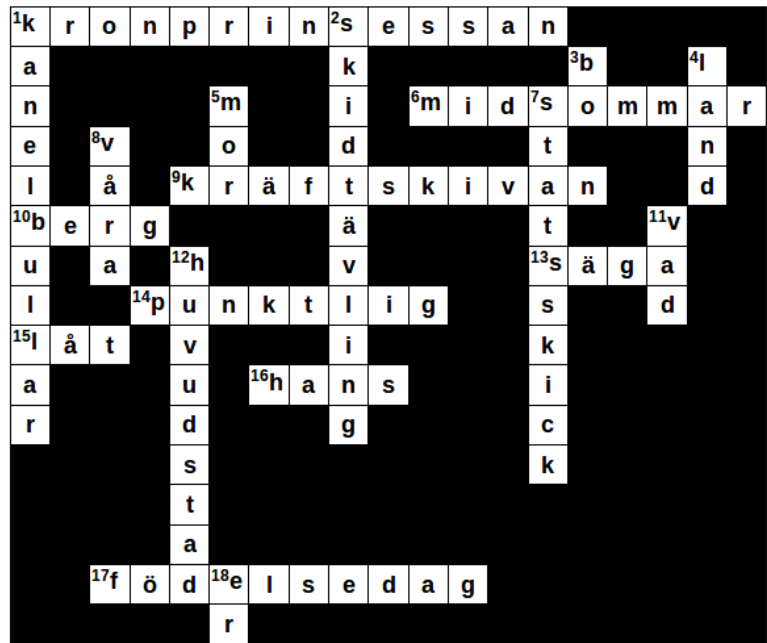 1k r o n p r i n 2s e s s a n
a k 3b 4l
n 5m i 6m i d 7s o m m a r
e 8v o d t n
l å 9k r ä f t s k i v a n d
10b e r g ä t 11v
u a 12h v 13s ä g a
l 14p u n k t l i g s d
15l å t v i k
a u 16h a n s i
r d g c
s k
t
a
17f ö d 18e l s e d a g
r